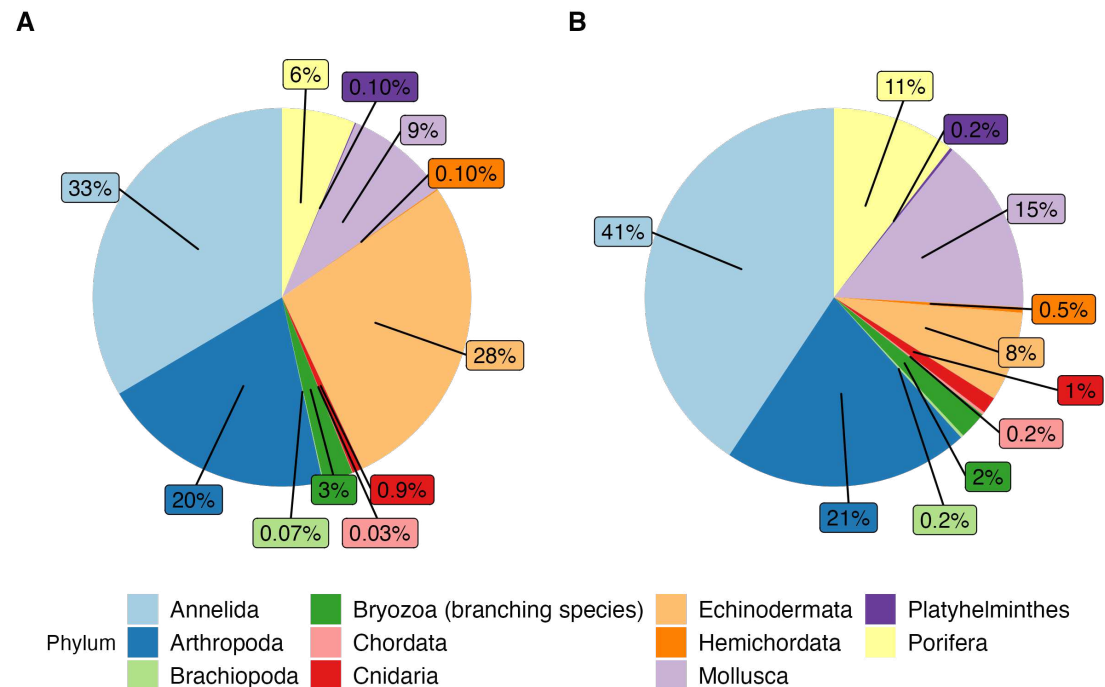 A
B
6%
0.10%
9%
0.10%
33%
28%
3%
0.9%
20%
0.07%
0.03%
11%
0.2%
15%
41%
0.5%
8%
1%
0.2%
2%
21%
0.2%
Phylum
Annelida
Arthropoda
Brachiopoda
Bryozoa (branching species)
Chordata
Cnidaria
Echinodermata
Hemichordata
Mollusca
Platyhelminthes
Porifera